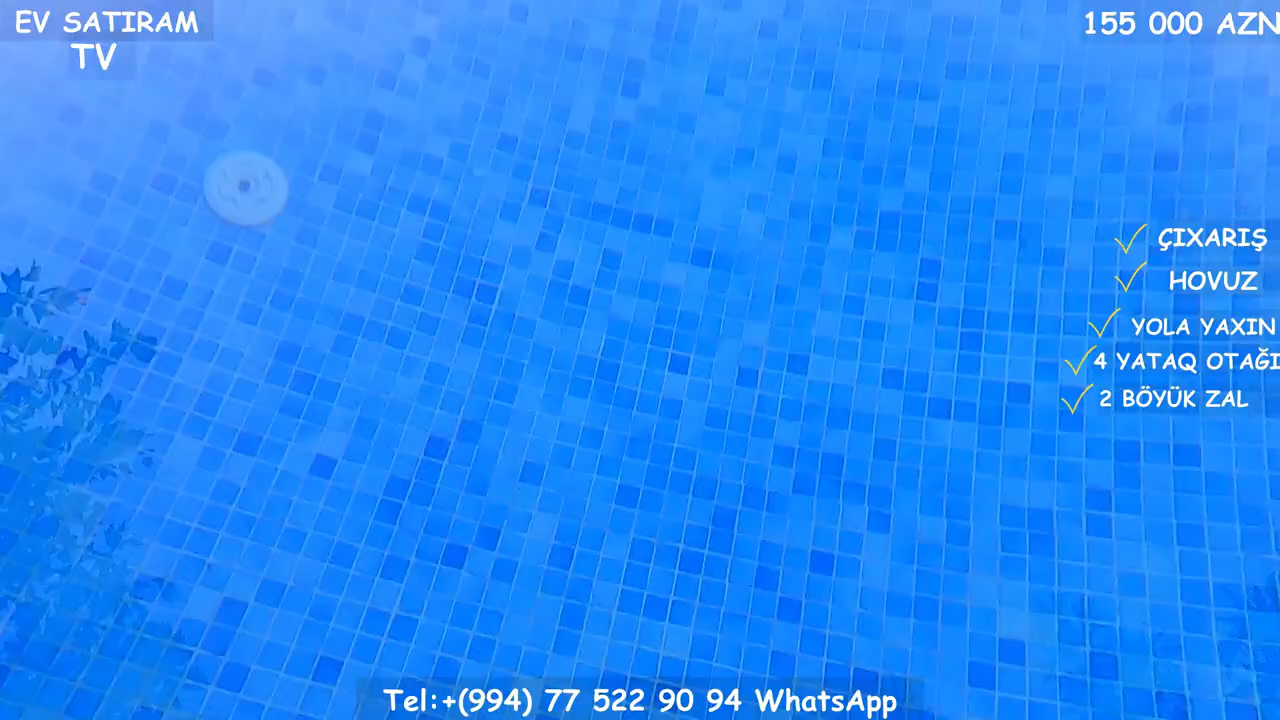 EV SATIRAM
TV
155 000 AZN
ÇIXARIŞ
HOVUZ
YOLA YAXIN
4 YATAQ OTAĞI
2 BÖYÜK ZAL
Tel:+(994) 77 522 90 94 WhatsApp